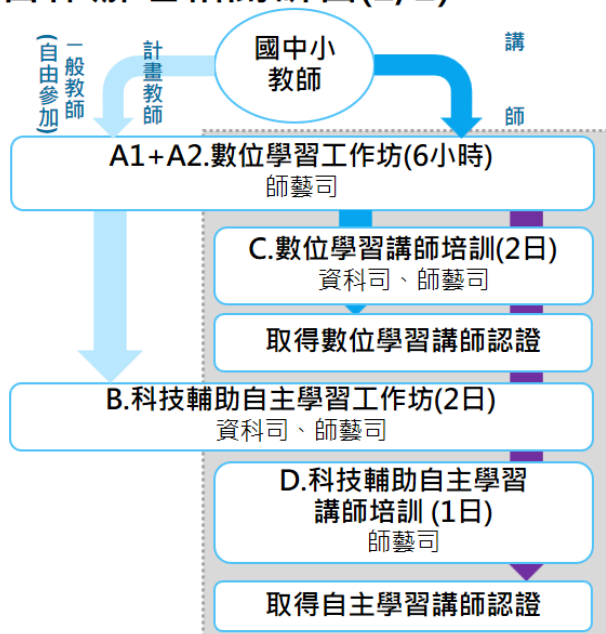 國中小
教師
一般教師
(自由參加)
計畫教師
講師
A1+A2.數位學習工作坊(6小時)
師藝司
C.數位學習講師培訓(2日)
資科司、師藝司
取得數位學習講師認證
B.科技輔助自主學習工作坊(2日)
資科司、師藝司
D.科技輔助自主學習
講師培訓 (1日)
師藝司
取得自主學習講師認證